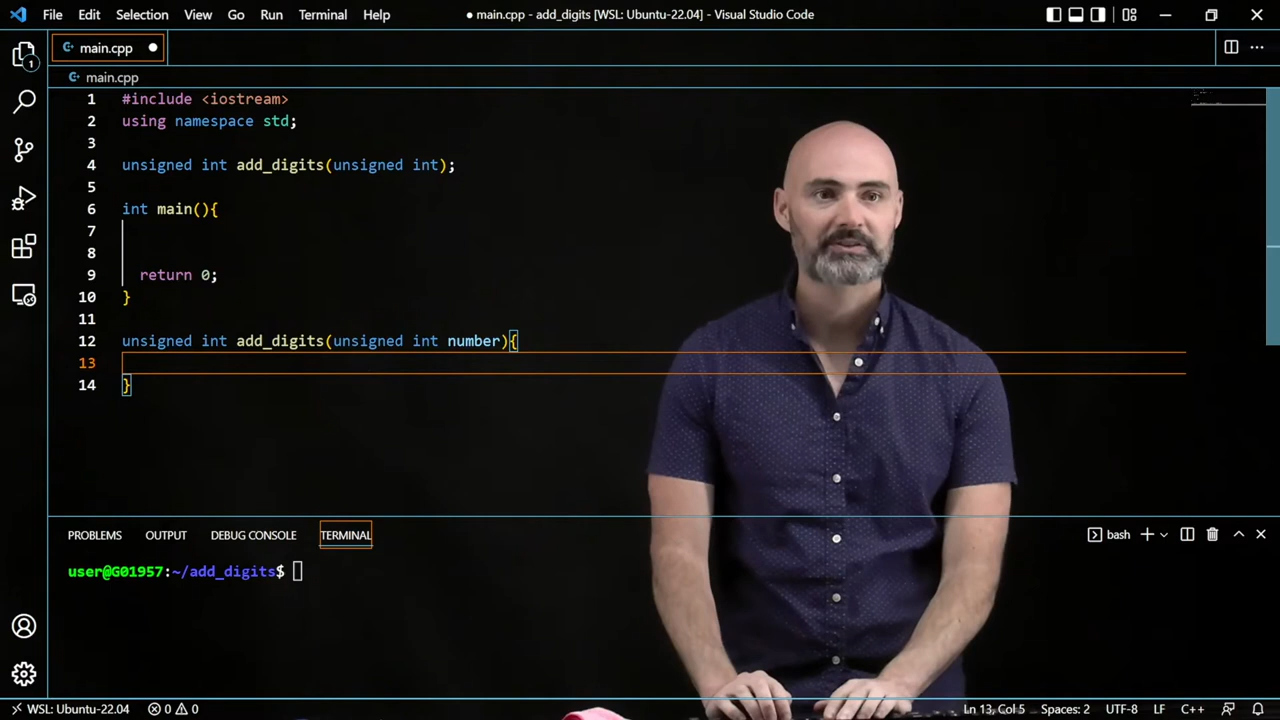 File Edit Selection View Go Run Terminal Help
● main.cpp - add_digits [WSL: Ubuntu-22.04] - Visual Studio Code
main.cpp ●
1
main.cpp
1 #include <iostream>
2 using namespace std;
3
4 unsigned int add_digits(unsigned int);
5
6 int main(){
7
8
9 return 0;
10 }
11
12 unsigned int add_digits(unsigned int number){
13
14 }
PROBLEMS OUTPUT DEBUG CONSOLE TERMINAL
bash
user@G01957:~/add_digits$
WSL: Ubuntu-22.04 0 0 Ln 13, Col 5 Spaces: 2 UTF-8 LF C++